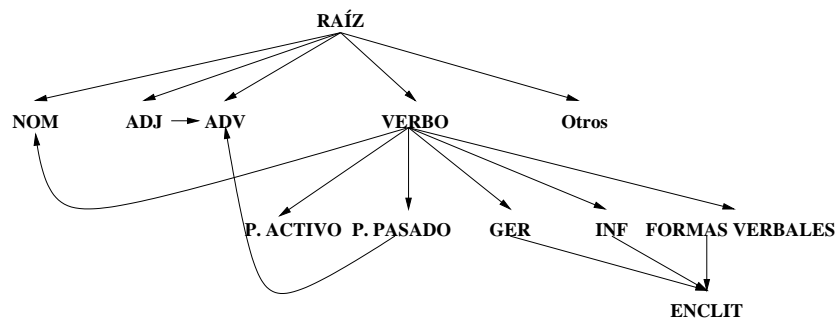 RAÍZ
NOM ADJ ADV VERBO Otros
P. ACTIVO P. PASADO GER INF FORMAS VERBALES
ENCLIT